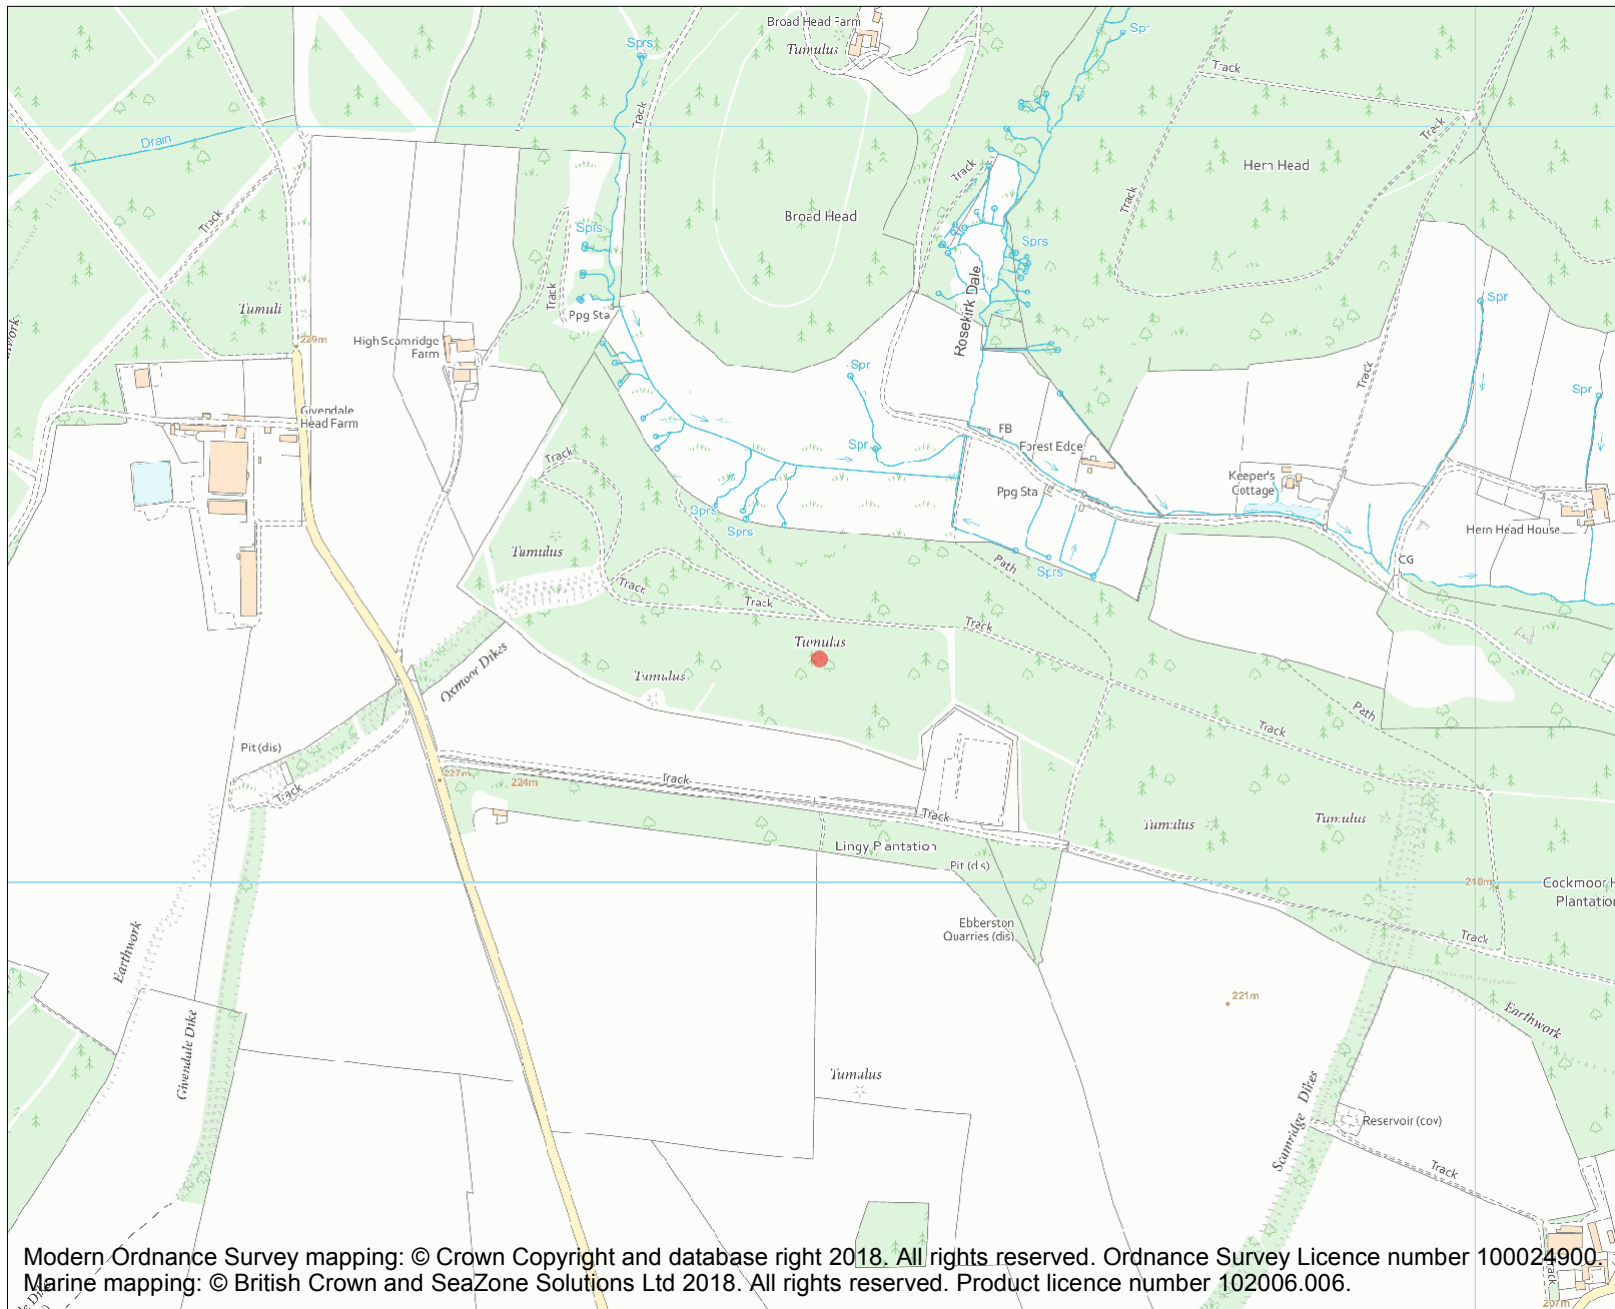 Broad Head Farm
Tumulus
Sprs
Spr
Track
Track
Track
Drain
Track
Hern Head
Track
Track
Track
Broad Head
Sprs
Sprs
Track
Rosekirk Dale
Tumuli
Ppg Sta
Spr
229m
High Scamridge
Farm
Track
Spr
Spr
Givendale
Head Farm
FB
Forest Edge
Spr
Track
Keeper's
Cottage
Ppg Sta
Sprs
Sprs
Hern Head House
Tumulus
Path
Sprs
CG
Track
Track
Track
Tumulus
Oxmoor Dikes
Tumulus
Path
Track
Pit (dis)
227m
224m
Track
Track
Track
Tumulus
Tumulus
Lingy Plantation
Pit (dis)
210m
Cockmoor H
Plantation
Ebberston
Quarries (dis)
Track
Earthwork
221m
Earthwork
Givendale Dike
Tumulus
Scamridge Dikes
Reservoir (cov)
Track
Modern Ordnance Survey mapping: © Crown Copyright and database right 2018. All rights reserved. Ordnance Survey Licence number 100024900.
Marine mapping: © British Crown and SeaZone Solutions Ltd 2018. All rights reserved. Product licence number 102006.006.
Track
207m